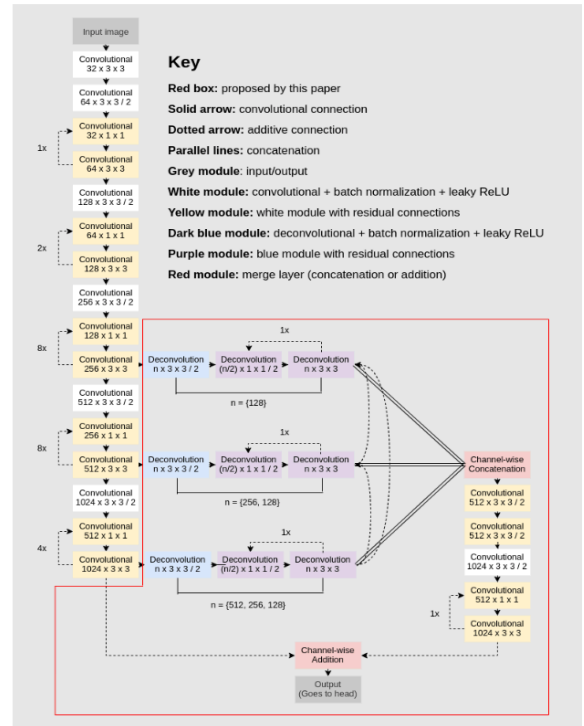 Input image
Convolutional
32 x 3 x 3
Convolutional
64 x 3 x 3 / 2
Convolutional
32 x 1 x 1
1x
Convolutional
64 x 3 x 3
Convolutional
128 x 3 x 3 / 2
Convolutional
64 x 1 x 1
2x
Convolutional
128 x 3 x 3
Convolutional
256 x 3 x 3 / 2
Convolutional
128 x 1 x 1
8x
Convolutional
256 x 3 x 3
Convolutional
512 x 3 x 3 / 2
Convolutional
256 x 1 x 1
8x
Convolutional
512 x 3 x 3
Convolutional
1024 x 3 x 3/2
Convolutional
512 x 1 x 1
4x
Convolutional
1024 x 3 x 3
Key
Red box: proposed by this paper
Solid arrow: convolutional connection
Dotted arrow: additive connection
Parallel lines: concatenation
Grey module: input/output
White module: convolutional + batch normalization + leaky ReLU
Yellow module: white module with residual connections
Dark blue module: deconvolutional + batch normalization + leaky ReLU
Purple module: blue module with residual connections
Red module: merge layer (concatenation or addition)
1x
Deconvolution
n x 3 x 3 / 2
Deconvolution
(n/2) x 1 x 1 / 2
Deconvolution
n x 3 x 3
n = {128}
1x
Deconvolution
n x 3 x 3 / 2
Deconvolution
(n/2) x 1 x 1 / 2
Deconvolution
n x 3 x 3
n = {256, 128}
1x
Deconvolution
n x 3 x 3 / 2
Deconvolution
(n/2) x 1 x 1 / 2
Deconvolution
n x 3 x 3
n = {512, 256, 128}
Channel-wise
Concatenation
Convolutional
512 x 3 x 3/2
Convolutional
512 x 3 x 3/2
Convolutional
1024 x 3 x 3/2
Convolutional
512 x 1 x 1
1x
Convolutional
1024 x 3 x 3
Channel-wise
Addition
Output
(Goes to head)